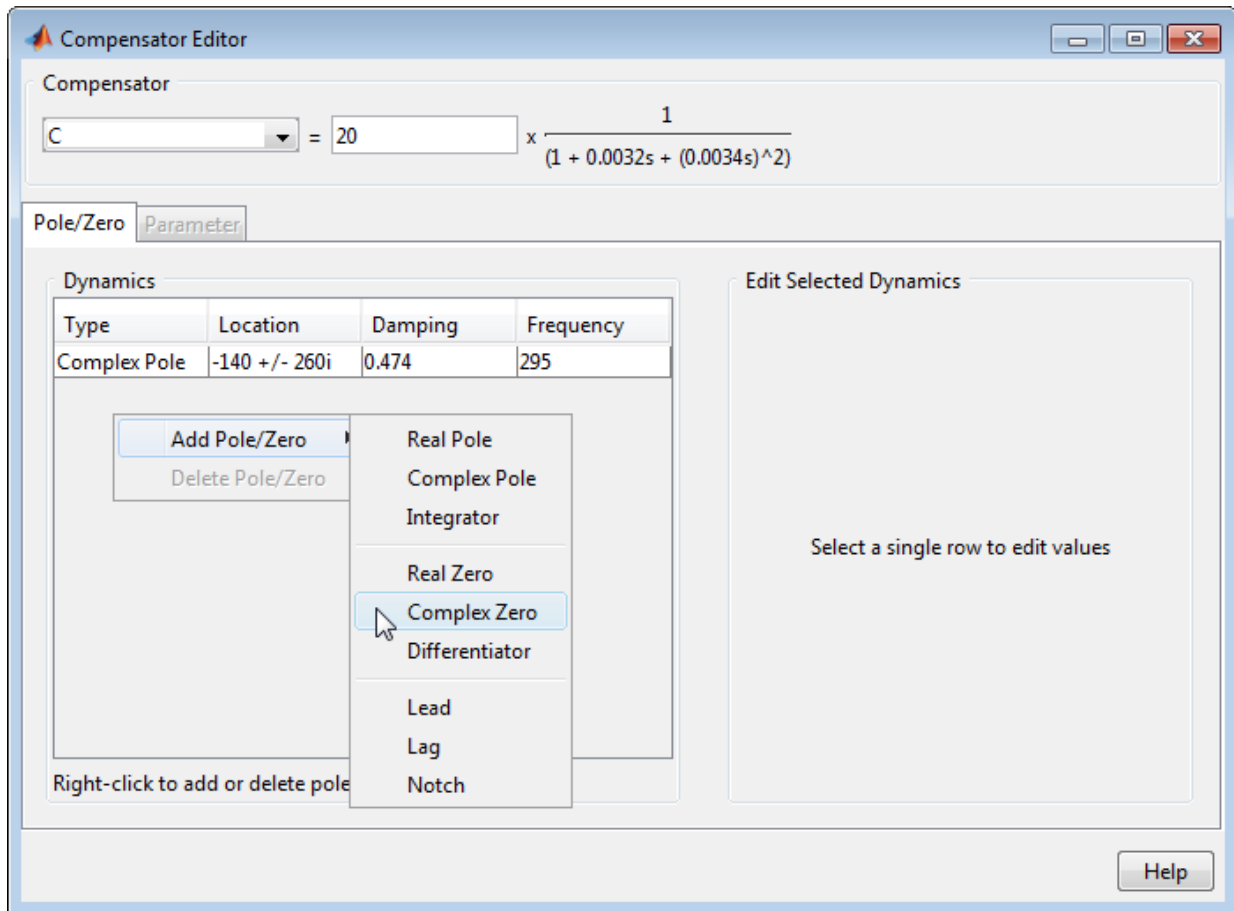 Compensator Editor
Compensator
C = 20 x 1
(1 + 0.0032s + (0.0034s)^2)
Pole/Zero Parameter
Dynamics
Type Location Damping Frequency
Complex Pole -140 +/- 260i 0.474 295
Add Pole/Zero
Delete Pole/Zero
Real Pole
Complex Pole
Integrator
Real Zero
Complex Zero
Differentiator
Lead
Lag
Notch
Right-click to add or delete pole
Edit Selected Dynamics
Select a single row to edit values
Help